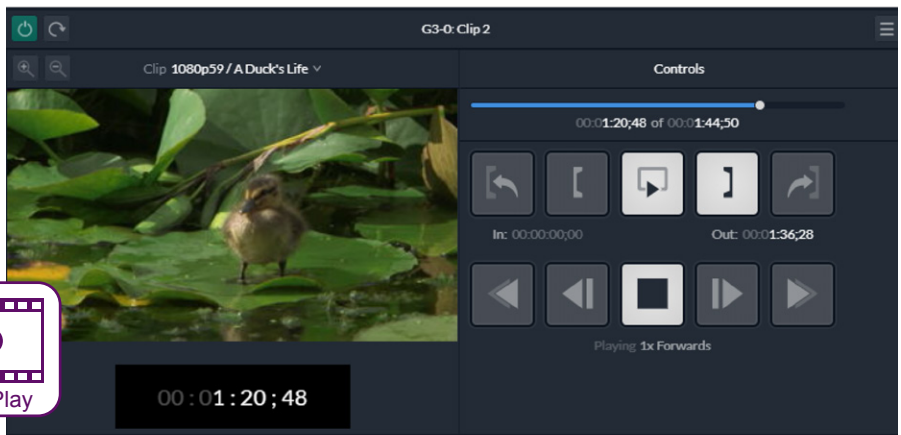 G3-0: Clip 2
Clip 1080p59 / A Duck's Life
Controls
00:01:20;48 of 00:01:44;50
In: 00:00:00;00
Out: 00:01:36;28
Playing 1x Forwards
Play
00:01:20;48